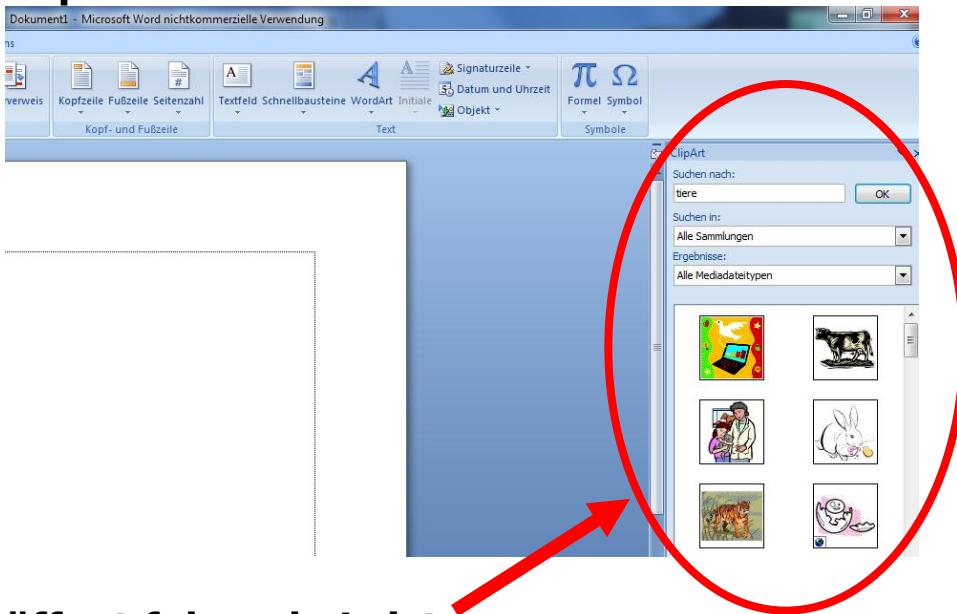 Dokument1 - Microsoft Word nichtkommerzielle Verwendung
ns
verweis
Kopfzeile Fußzeile Seitenzahl
Textfeld Schnellbausteine WordArt Initiale
Signaturzeile
Datum und Uhrzeit
Objekt
Formel Symbol
Kopf- und Fußzeile
Text
Symbole
ClipArt
Suchen nach:
tiere
OK
Suchen in:
Alle Sammlungen
Ergebnisse:
Alle Mediadateitypen